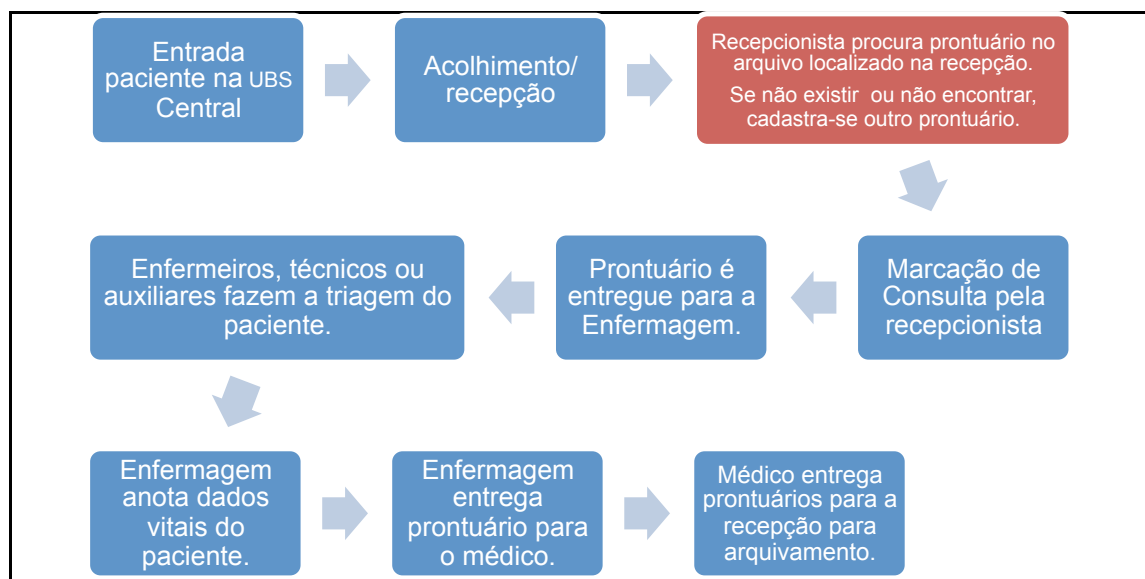 Entrada
paciente na UBS
Central
Acolhimento/
recepção
Recepcionista procura prontuário no
arquivo localizado na recepção.
Se não existir ou não encontrar,
cadastra-se outro prontuário.
Marcação de
Consulta pela
recepcionista
Prontuário é
entregue para a
Enfermagem.
Enfermeiros, técnicos ou
auxiliares fazem a triagem do
paciente.
Enfermagem
anota dados
vitais do
paciente.
Enfermagem
entrega
prontuário para
o médico.
Médico entrega
prontuários para a
recepção para
arquivamento.